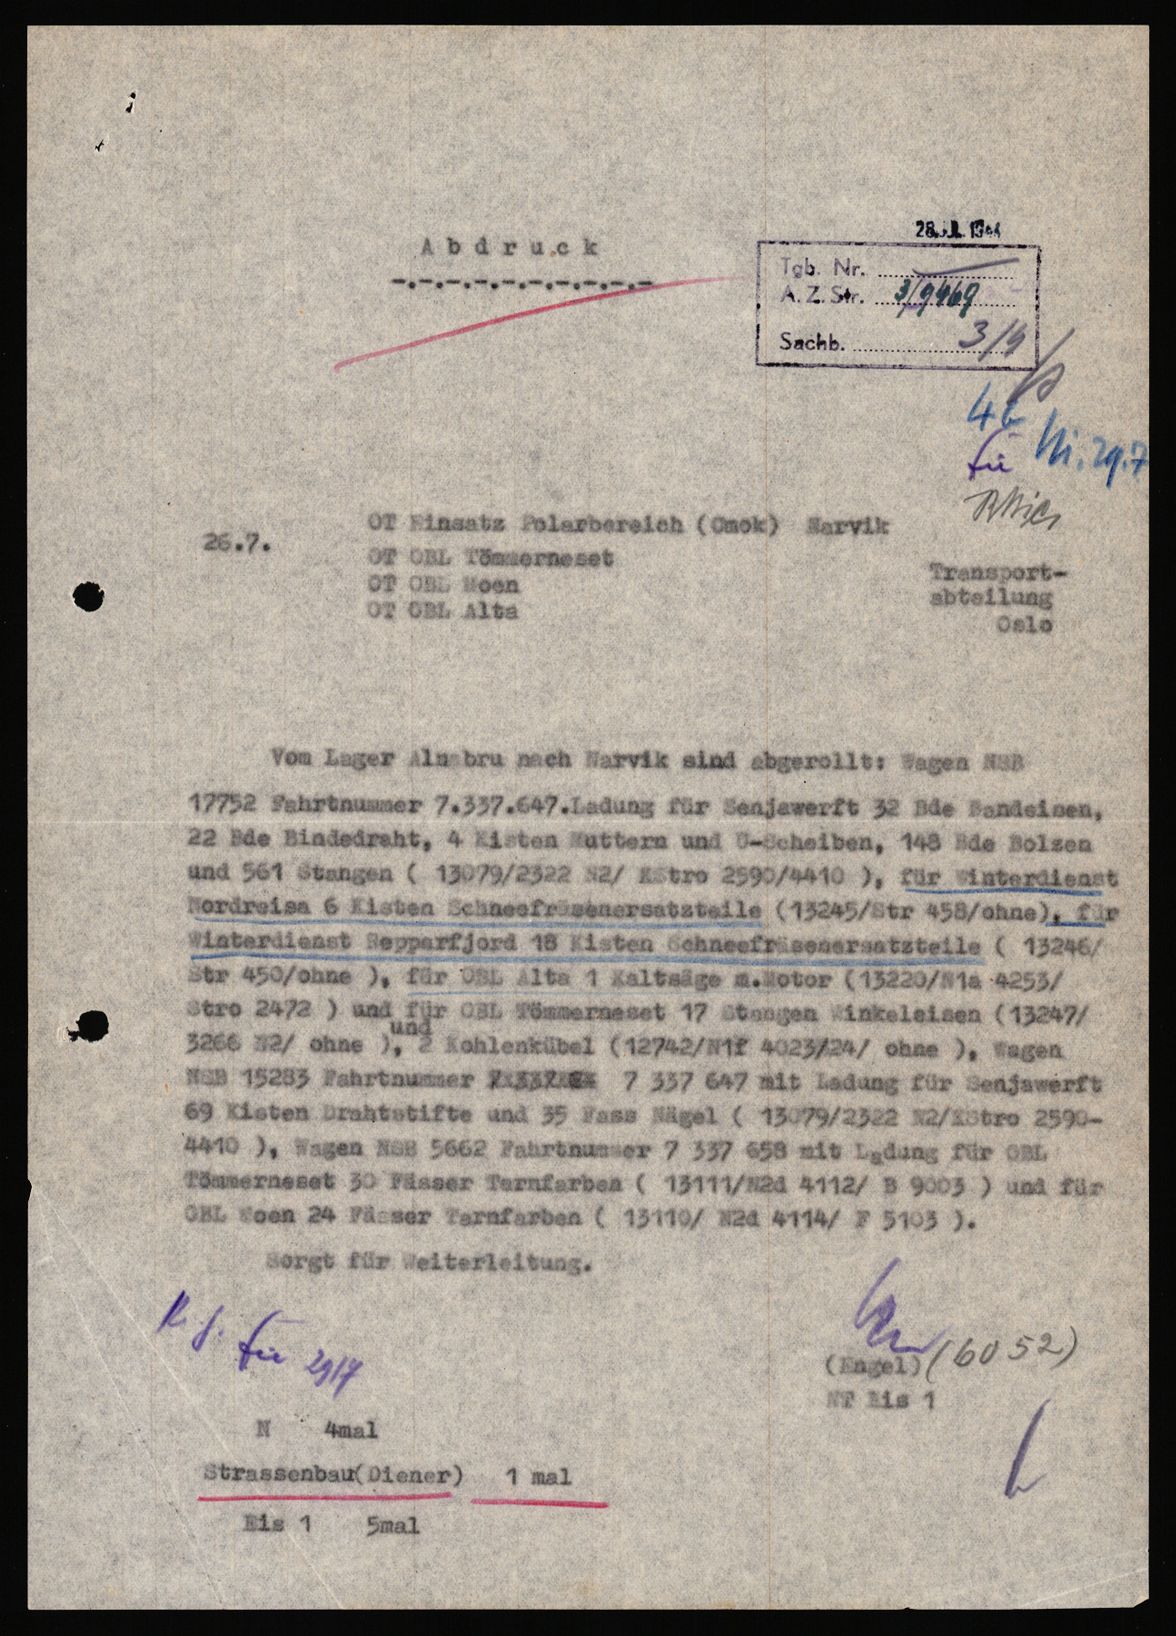 28. JUL. 1944
Abdruck
-.-.-.-.-.-.-.-.-.-
Tgb. Nr.
A. Z. Str. 3/9469
Sachb. 3/9
26.7.
OT Einsatz Polarbereich (Omok) Narvik
OT OBL Tömmerneset
OT OBL Moen
OT OBL Alta
Transport-
abteilung
Oslo
Vom Lager Alnabru nach Narvik sind abgerollt: Wagen NSB
17752 Fahrtnummer 7.337.647.Ladung für Senjawerft 32 Bde Bandeisen,
22 Bde Bindedraht, 4 Kisten Muttern und U-Scheiben, 148 Bde Bolzen
und 561 Stangen ( 13079/2322 N2/ KStro 2590/4410 ), für Winterdienst
Nordreisa 6 Kisten Schneefräsenersatzteile (13245/Str 458/ohne), für
Winterdienst Repparfjord 18 Kisten Schneefräsenersatzteile ( 13246/
Str 450/ohne ), für OBL Alta 1 Kaltsäge m.Motor (13220/N1a 4253/
Stro 2472 ) und für OBL Tömmerneset 17 Stangen Winkeleisen (13247/
3266 N2/ ohne ), und 2 Kohlenkübel (12742/N1f 4023/24/ ohne ), Wagen
NSB 15283 Fahrtnummer 7 337 647 mit Ladung für Senjawerft
69 Kisten Drahtstifte und 35 Fass Nägel ( 13079/2322 N2/KStro 2590-
4410 ), Wagen NSB 5662 Fahrtnummer 7 337 658 mit Ladung für OBL
Tömmerneset 30 Fässer Tarnfarben ( 13111/N2d 4112/ B 9003 ) und für
OBL Moen 24 Fässer Tarnfarben ( 13110/ N2d 4114/ F 5103 ).
Sorgt für Weiterleitung.
29/7
(Engel) (6052)
NT Eis 1
N 4mal
Strassenbau(Diener) 1 mal
Eis 1 5mal